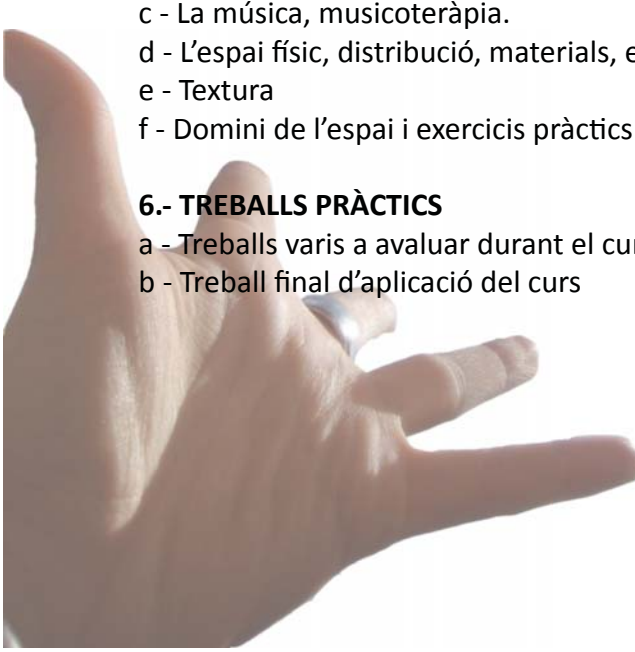 c - La música, musicoteràpia.
d - L’espai físic, distribució, materials, e
e - Textura
f - Domini de l’espai i exercicis pràctics
6.- TREBALLS PRÀCTICS
a - Treballs varis a avaluar durant el cur
b - Treball final d’aplicació del curs